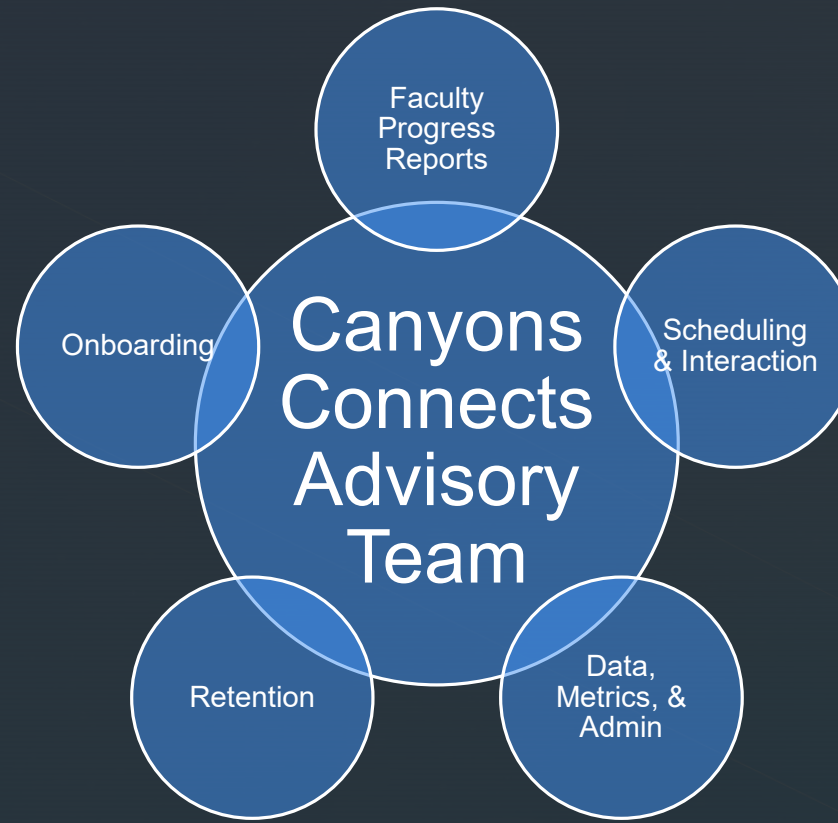 Faculty
Progress
Reports
Onboarding
Canyons
Connects
Advisory
Team
Scheduling
& Interaction
Retention
Data,
Metrics, &
Admin